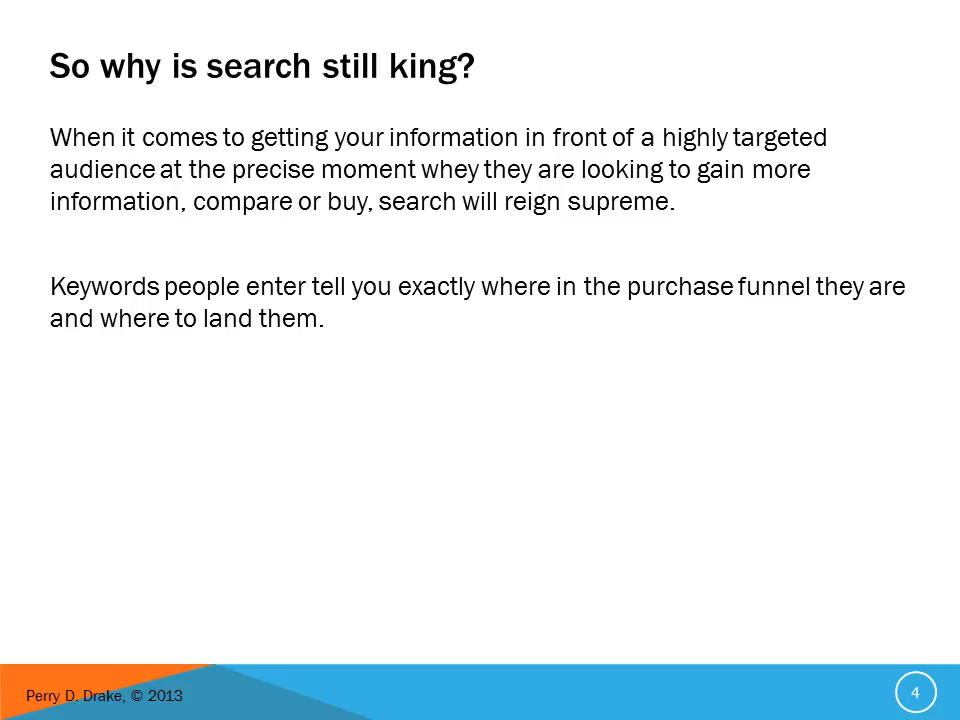 So why is search still king?
When it comes to getting your information in front of a highly targeted
audience at the precise moment whey they are looking to gain more
information, compare or buy, search will reign supreme.
Keywords people enter tell you exactly where in the purchase funnel they are
and where to land them.
Perry D. Drake, © 2013
4